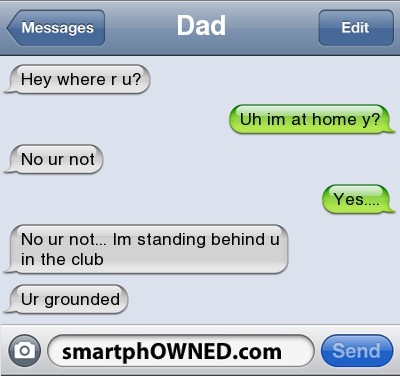 Messages
Dad
Edit
Hey where r u?
Uh im at home y?
No ur not
Yes....
No ur not... Im standing behind u
in the club
Ur grounded
smartphOWNED.com
Send